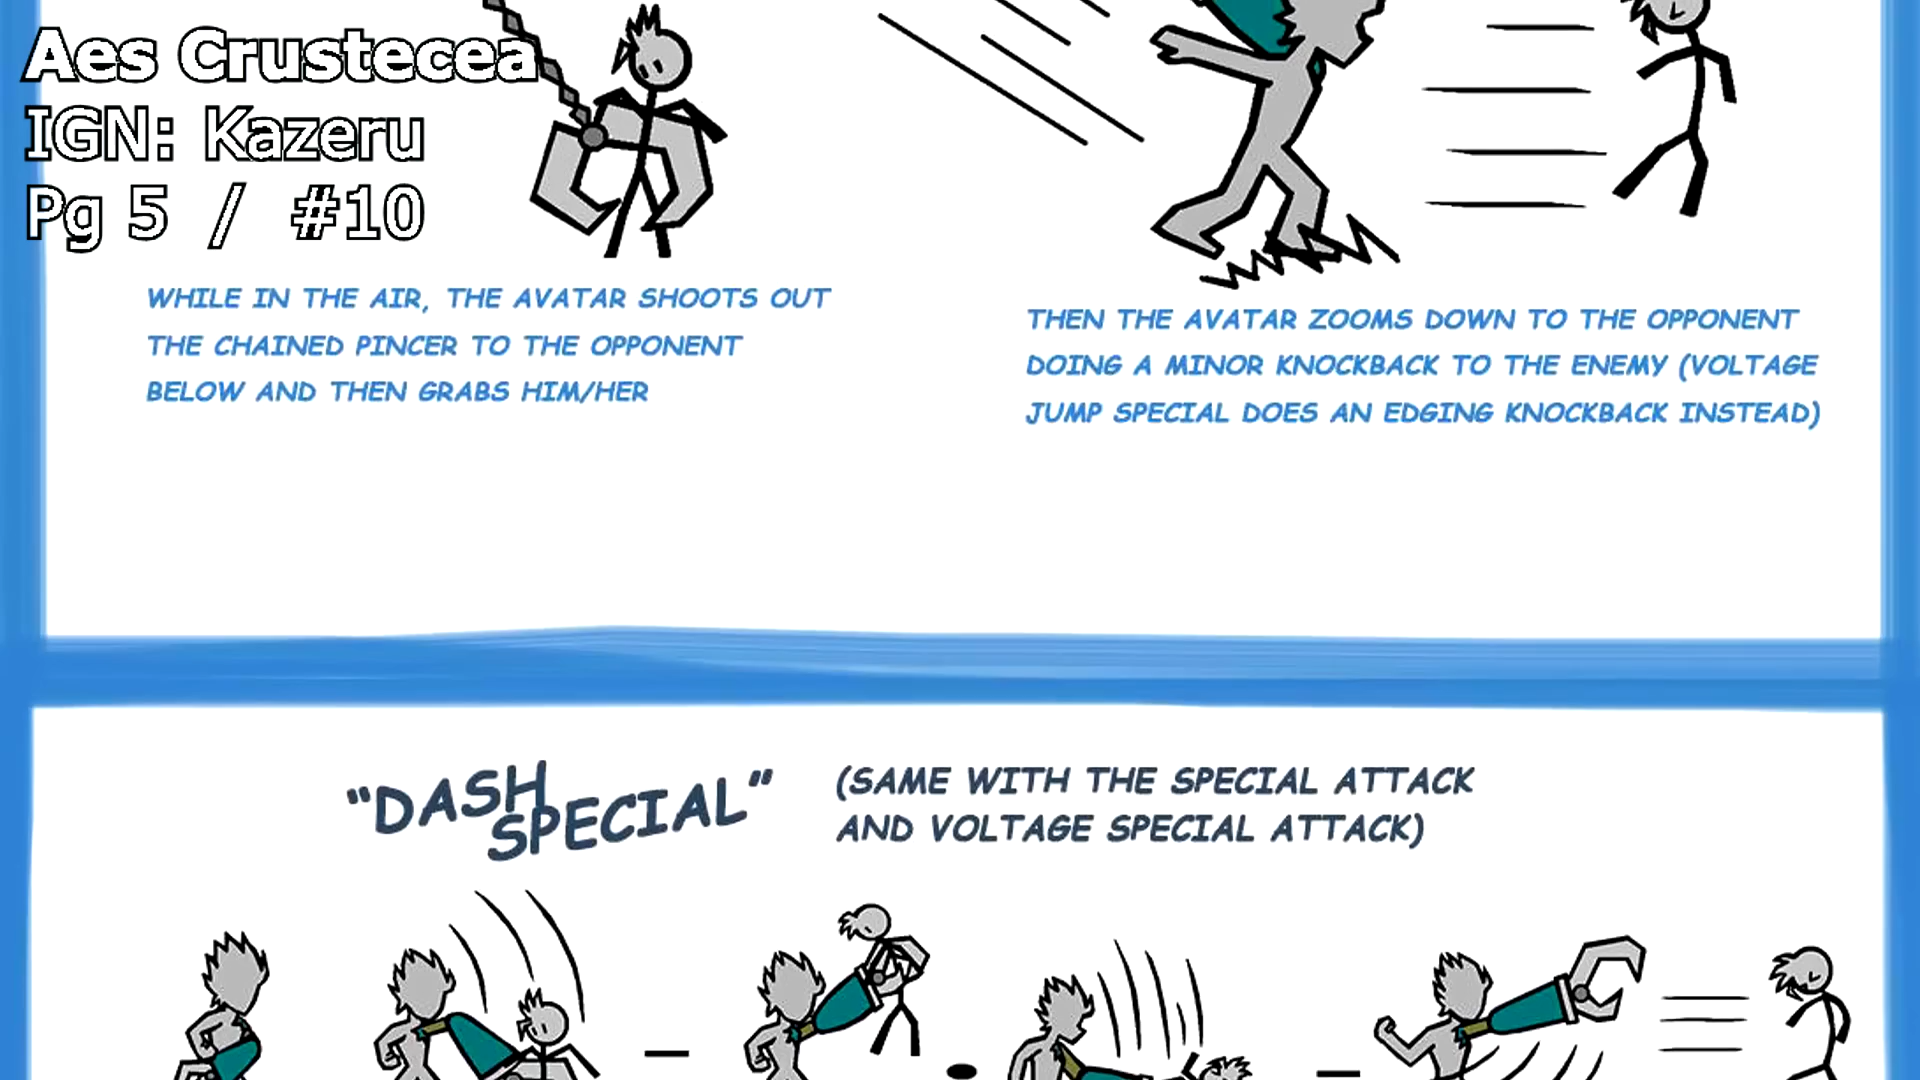 Aes Crustecea
IGN: Kazeru
Pg 5 / #10
WHILE IN THE AIR, THE AVATAR SHOOTS OUT
THE CHAINED PINCER TO THE OPPONENT
BELOW AND THEN GRABS HIM/HER
THEN THE AVATAR ZOOMS DOWN TO THE OPPONENT
DOING A MINOR KNOCKBACK TO THE ENEMY (VOLTAGE
JUMP SPECIAL DOES AN EDGING KNOCKBACK INSTEAD)
"DASH
SPECIAL"
(SAME WITH THE SPECIAL ATTACK
AND VOLTAGE SPECIAL ATTACK)